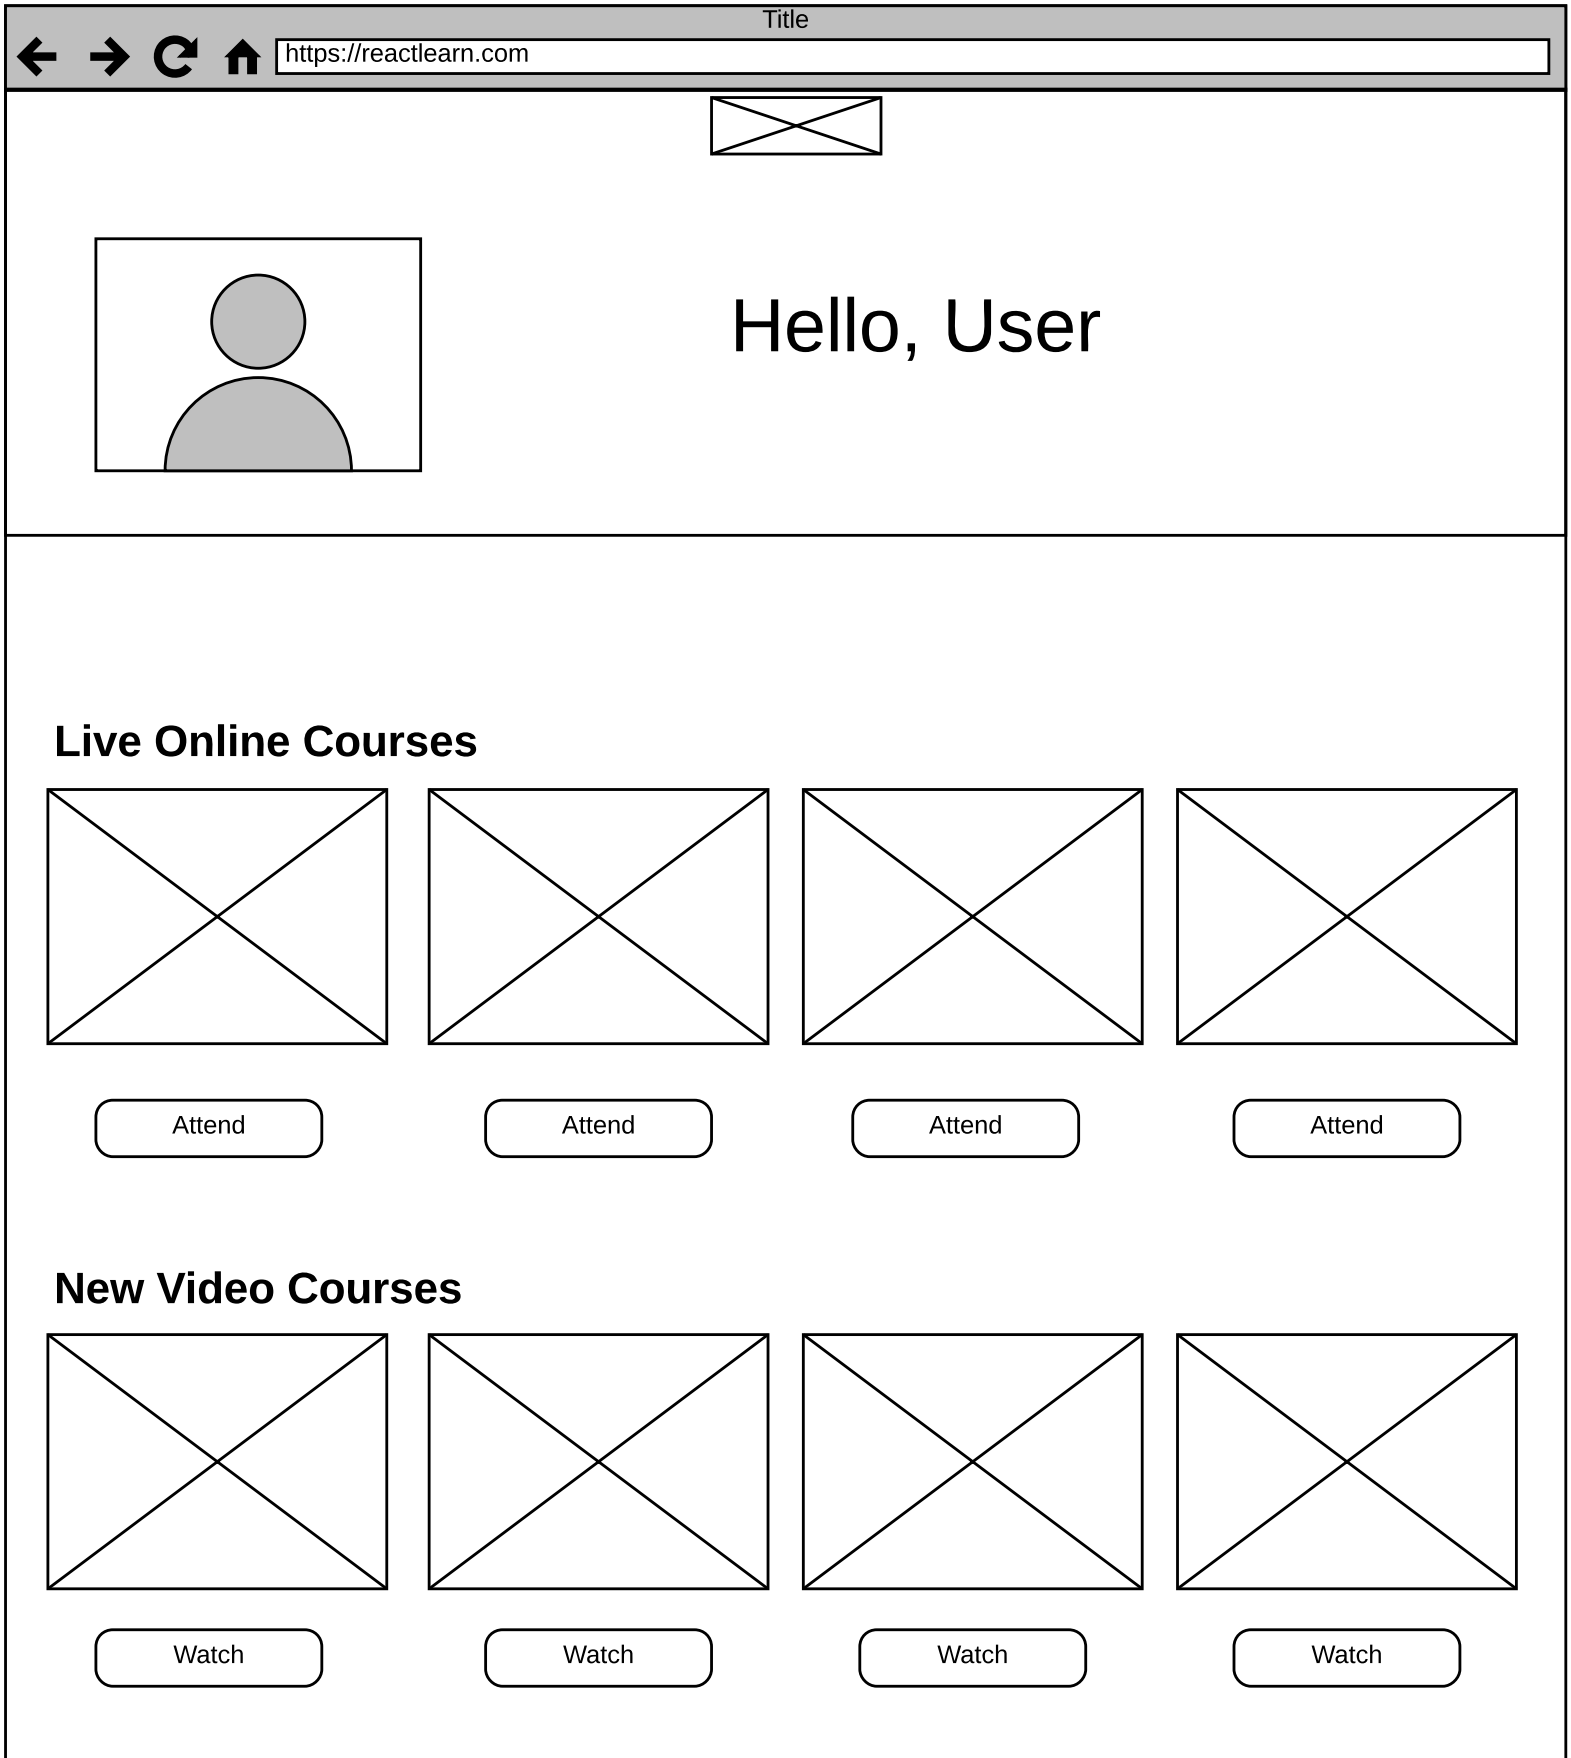 Title
https://reactlearn.com
Hello, User
Live Online Courses
Attend
Attend
Attend
Attend
New Video Courses
Watch
Watch
Watch
Watch